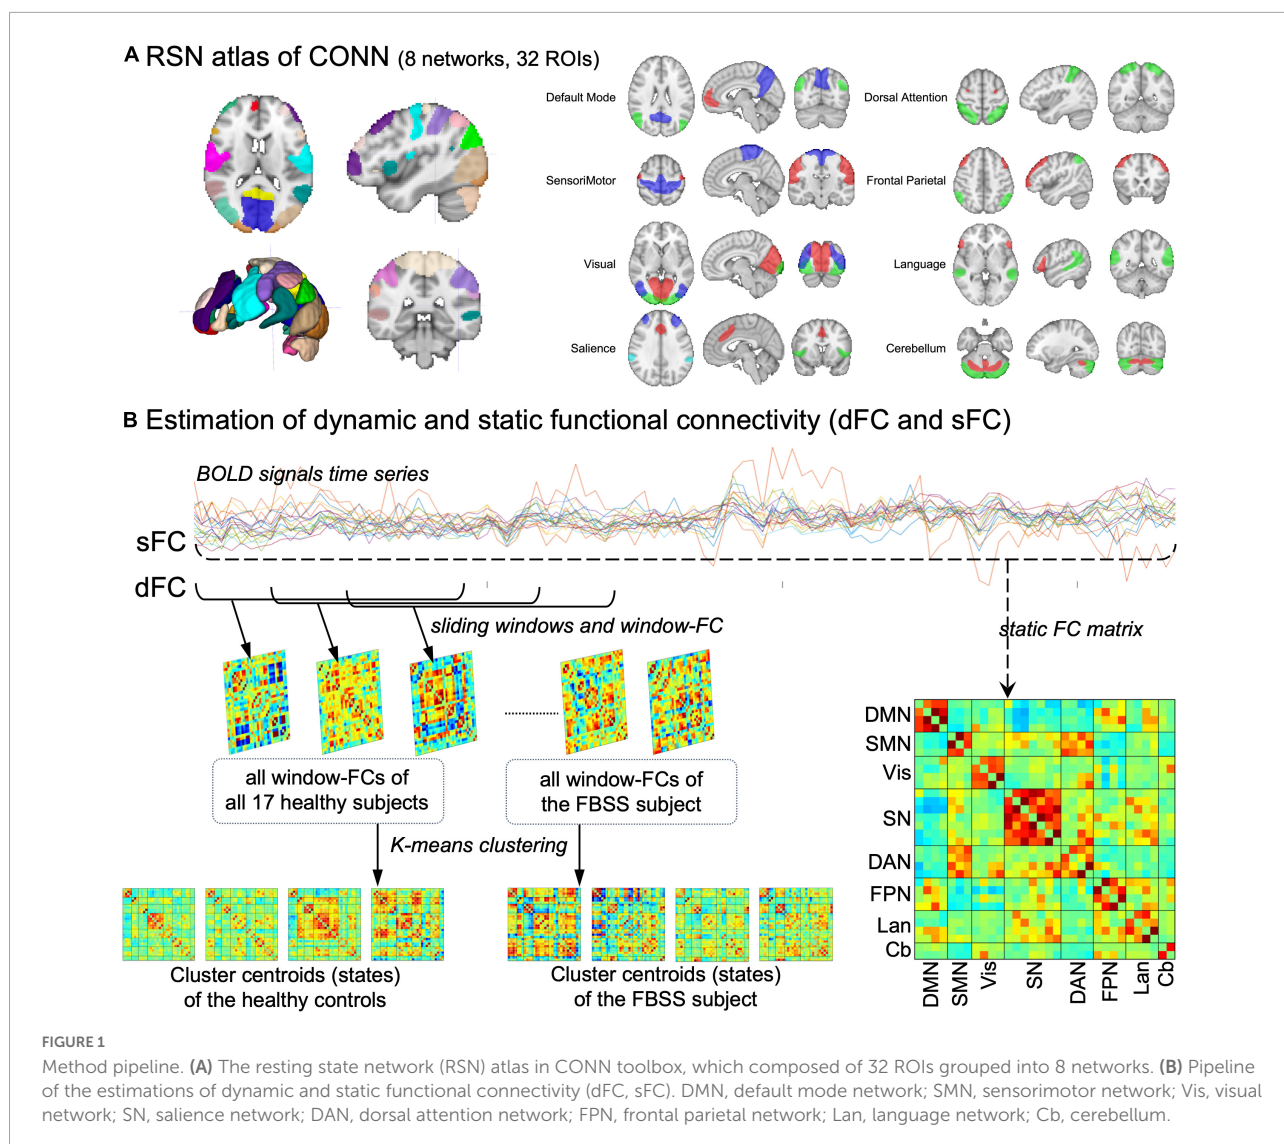 A RSN atlas of CONN (8 networks, 32 ROIs)
Default Mode
SensoriMotor
Visual
Salience
Dorsal Attention
Frontal Parietal
Language
Cerebellum
B Estimation of dynamic and static functional connectivity (dFC and sFC)
BOLD signals time series
sFC
dFC
sliding windows and window-FC
static FC matrix
all window-FCs of
all 17 healthy subjects
all window-FCs of
the FBSS subject
K-means clustering
Cluster centroids (states)
of the healthy controls
Cluster centroids (states)
of the FBSS subject
DMN
SMN
Vis
SN
DAN
FPN
Lan
Cb
DMN
SMN
Vis
SN
DAN
FPN
Lan
Cb
FIGURE 1
Method pipeline. (A) The resting state network (RSN) atlas in CONN toolbox, which composed of 32 ROIs grouped into 8 networks. (B) Pipeline
of the estimations of dynamic and static functional connectivity (dFC, sFC). DMN, default mode network; SMN, sensorimotor network; Vis, visual
network; SN, salience network; DAN, dorsal attention network; FPN, frontal parietal network; Lan, language network; Cb, cerebellum.